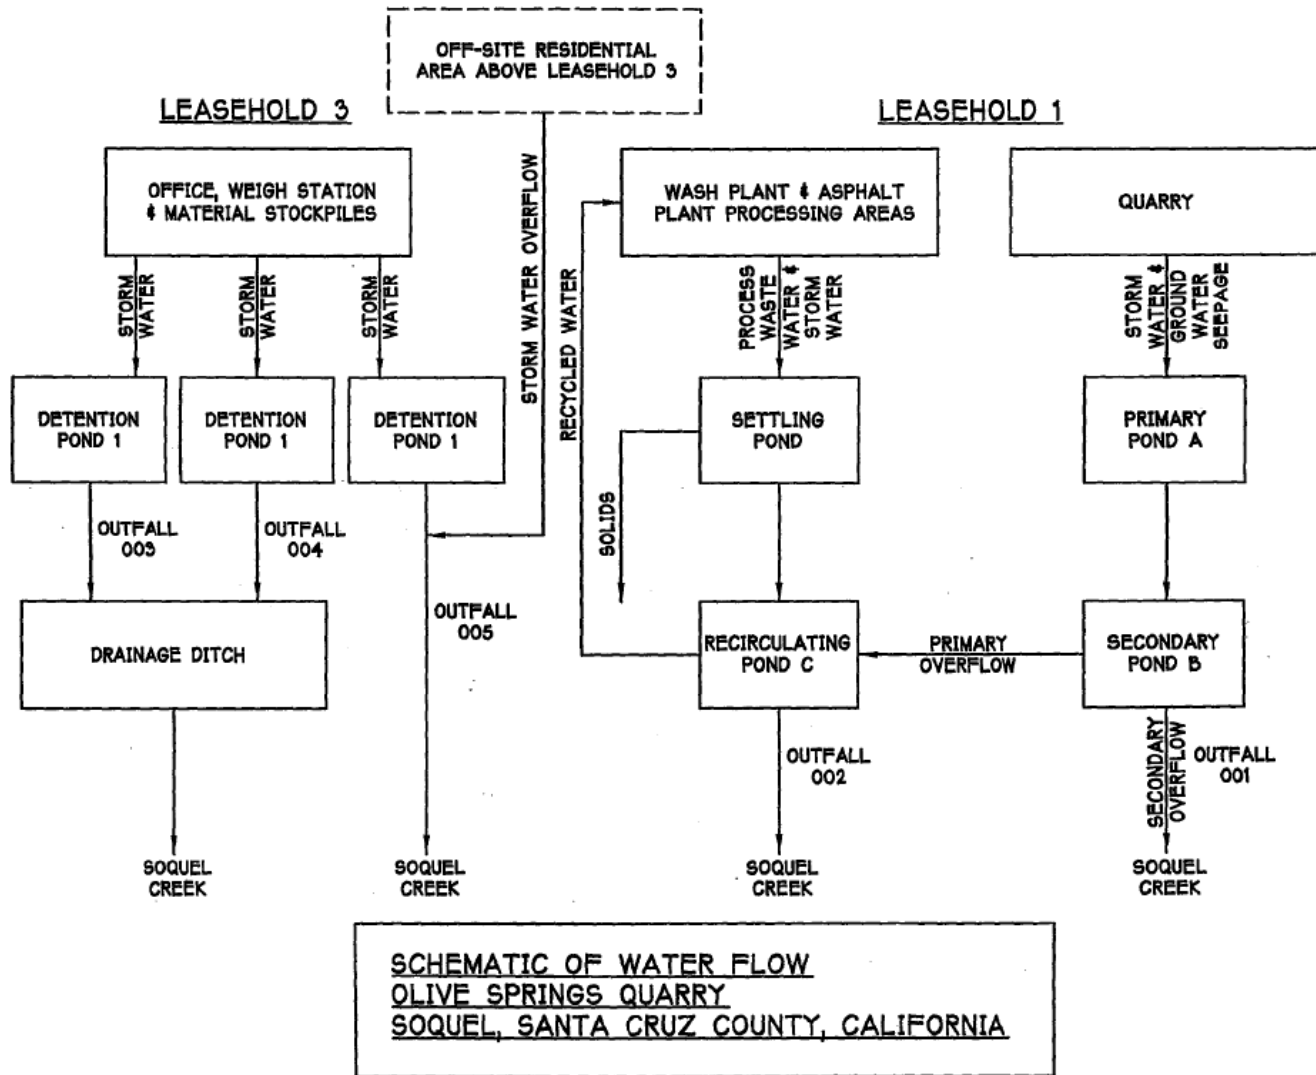 OFF-SITE RESIDENTIAL
AREA ABOVE LEASEHOLD 3
LEASEHOLD 3
LEASEHOLD 1
OFFICE, WEIGH STATION
& MATERIAL STOCKPILES
WASH PLANT & ASPHALT
PLANT PROCESSING AREAS
QUARRY
STORM
WATER
STORM
WATER
STORM
WATER
STORM WATER OVERFLOW
RECYCLED WATER
PROCESS
WASTE
WATER &
STORM
WATER
STORM
WATER &
GROUND
WATER
SEEPAGE
DETENTION
POND 1
DETENTION
POND 1
DETENTION
POND 1
SETTLING
POND
PRIMARY
POND A
OUTFALL
003
OUTFALL
004
SOLIDS
DRAINAGE DITCH
OUTFALL
005
RECIRCULATING
POND C
PRIMARY
OVERFLOW
SECONDARY
POND B
OUTFALL
002
SECONDARY
OVERFLOW
OUTFALL
001
SOQUEL
CREEK
SOQUEL
CREEK
SOQUEL
CREEK
SOQUEL
CREEK
SCHEMATIC OF WATER FLOW
OLIVE SPRINGS QUARRY
SOQUEL, SANTA CRUZ COUNTY, CALIFORNIA